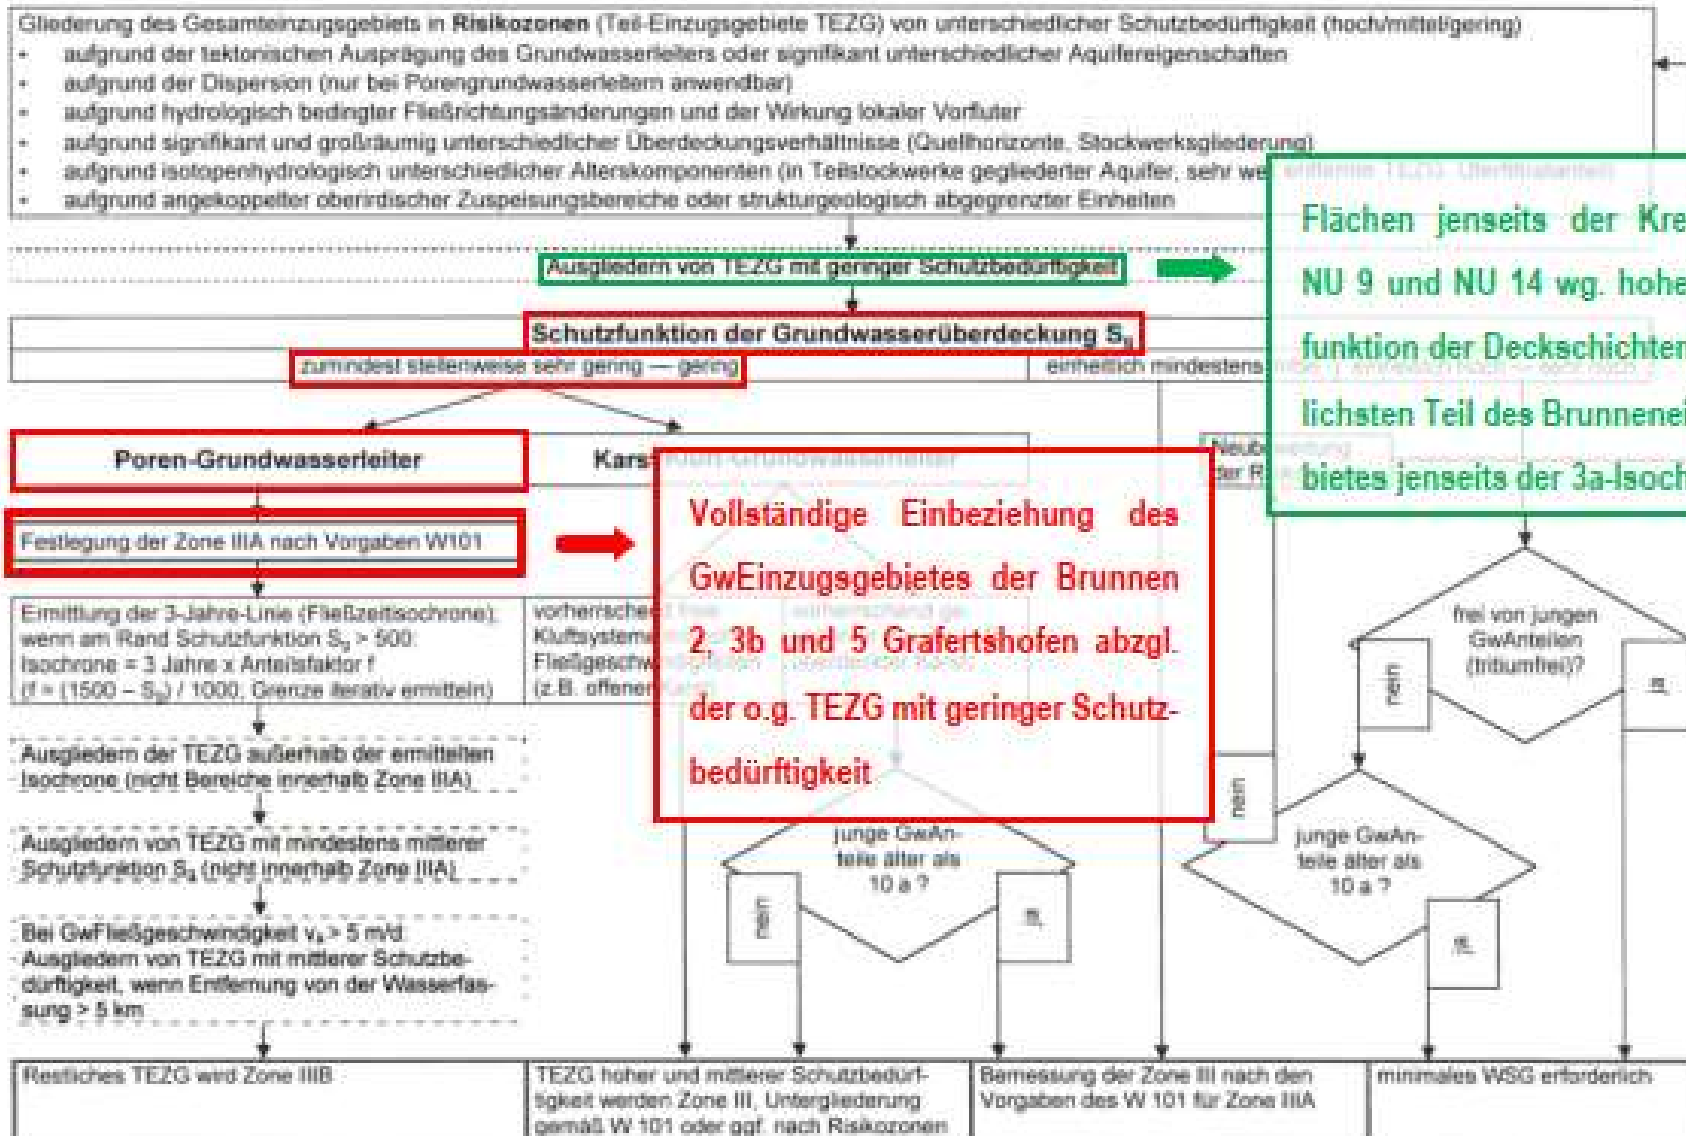 Gliederung des Gesamteinzugsgebiets in Risikozonen (Teil-Einzugsgebiete TEZG) von unterschiedlicher Schutzbedürftigkeit (hoch/mittel/gering)
- aufgrund der tektonischen Ausprägung des Grundwasserleiters oder signifikant unterschiedlicher Aquifereigenschaften
- aufgrund der Dispersion (nur bei Porengrundwasserleitern anwendbar)
- aufgrund hydrologisch bedingter Fließrichtungsänderungen und der Wirkung lokaler Vorfluter
- aufgrund signifikant und großräumig unterschiedlicher Überdeckungsverhältnisse (Quellhorizonte, Stockwerksgliederung)
- aufgrund isotopenhydrologisch unterschiedlicher Alterskomponenten (in Teilstockwerke gegliederter Aquifer, sehr we
- aufgrund angekoppelter oberirdischer Zuspeisungsbereiche oder strukturgeologisch abgegrenzter Einheiten
Ausgliedern von TEZG mit geringer Schutzbedürftigkeit
Flächen jenseits der Kre
NU 9 und NU 14 wg. hohe
funktion der Deckschichten
lichsten Teil des Brunnenei
bietes jenseits der 3a-Isoch
Schutzfunktion der Grundwasserüberdeckung Sg
zumindest stellenweise sehr gering — gering
einheitlich mindestens
Poren-Grundwasserleiter
Kars
Festlegung der Zone IIIA nach Vorgaben W101
Vollständige Einbeziehung des
GwEinzugsgebietes der Brunnen
2, 3b und 5 Grafertshofen abzgl.
der o.g. TEZG mit geringer Schutz-
bedürftigkeit
Ermittlung der 3-Jahre-Linie (Fließzeitisochrone),
wenn am Rand Schutzfunktion Sg > 500:
Isochrone = 3 Jahre x Anteilsfaktor f
(f = (1500 – Sg) / 1000, Grenze iterativ ermitteln)
vorherrschend
Kluftsysteme
Fließgeschw
(z.B. offener
frei von jungen
GwAnteilen
(tritiumfrei)?
nein
ja
Ausgliedern der TEZG außerhalb der ermittelten
Isochrone (nicht Bereiche innerhalb Zone IIIA)
Ausgliedern von TEZG mit mindestens mittlerer
Schutzfunktion Sg (nicht innerhalb Zone IIIA)
nein
junge GwAn-
teile älter als
10 a ?
nein
ja
junge GwAn-
teile älter als
10 a ?
ja
Bei GwFließgeschwindigkeit va > 5 m/d:
Ausgliedern von TEZG mit mittlerer Schutzbe-
dürftigkeit, wenn Entfernung von der Wasserfas-
sung > 5 km
Restliches TEZG wird Zone IIIB
TEZG hoher und mittlerer Schutzbedürf-
tigkeit werden Zone III, Untergliederung
gemäß W 101 oder ggf. nach Risikozonen
Bemessung der Zone III nach den
Vorgaben des W 101 für Zone IIIA
minimales WSG erforderlich